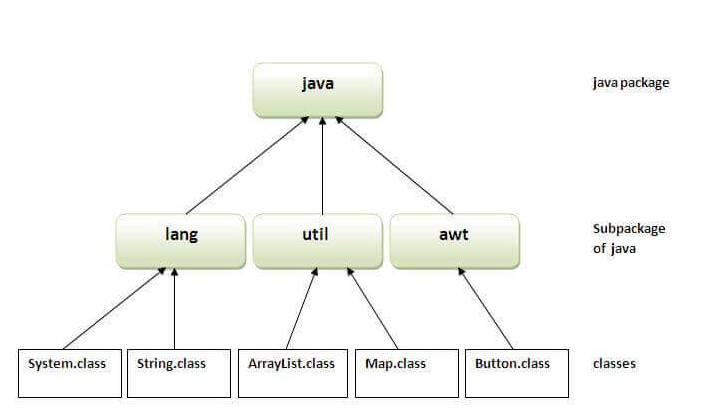 java
java package
lang
util
awt
Subpackage
of java
System.class
String.class
ArrayList.class
Map.class
Button.class
classes